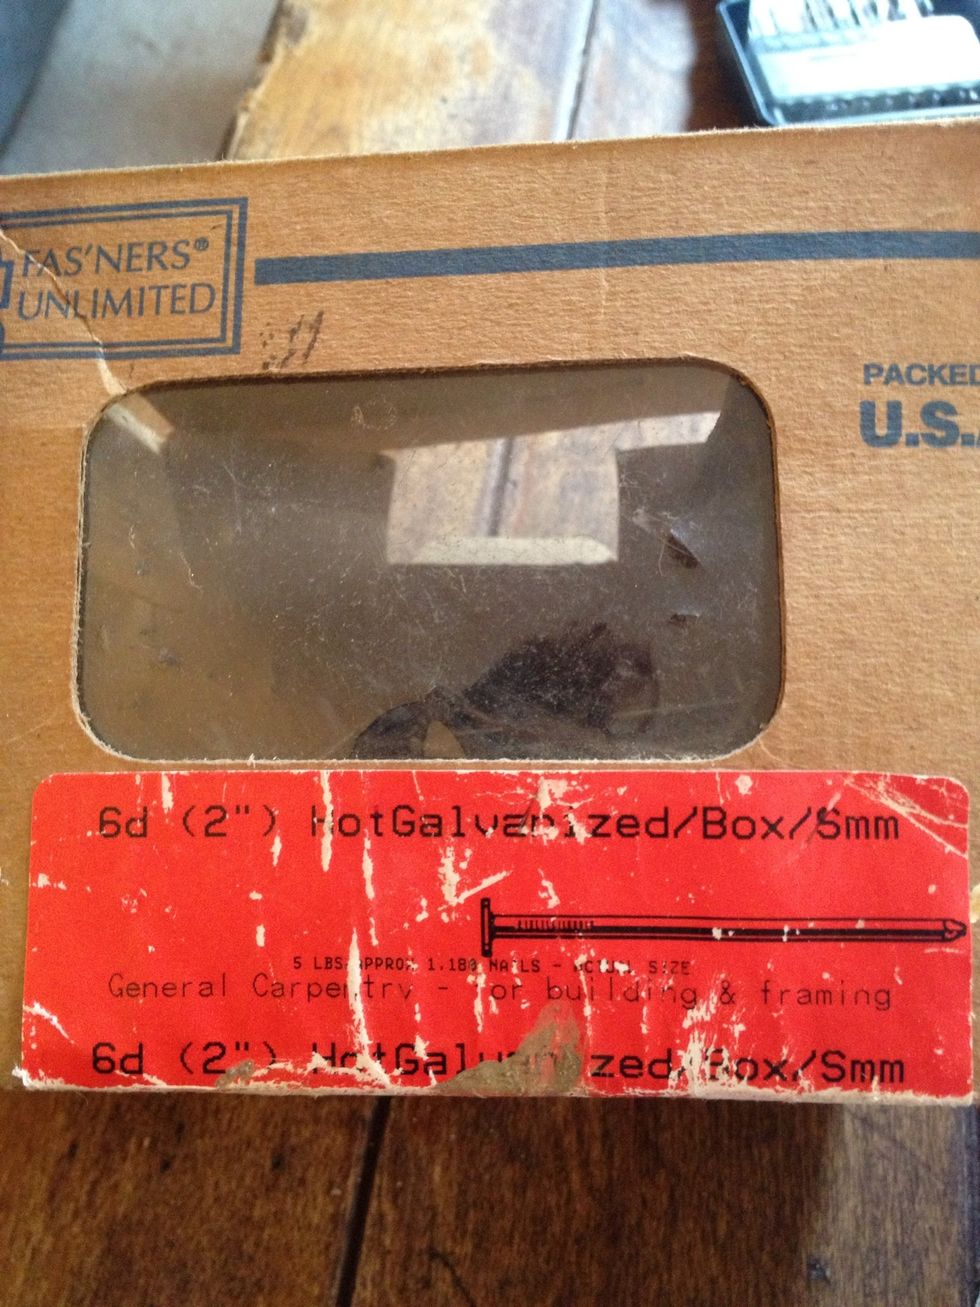 FAS'NERS®
UNLIMITED
PACKED
U.S.A
6d (2") HotGalvanized/Box/Smm
5 LBS APPROX 1,180 NAILS - ACTUAL SIZE
General Carpentry - for building & framing
6d (2") HotGalvanized/Box/Smm